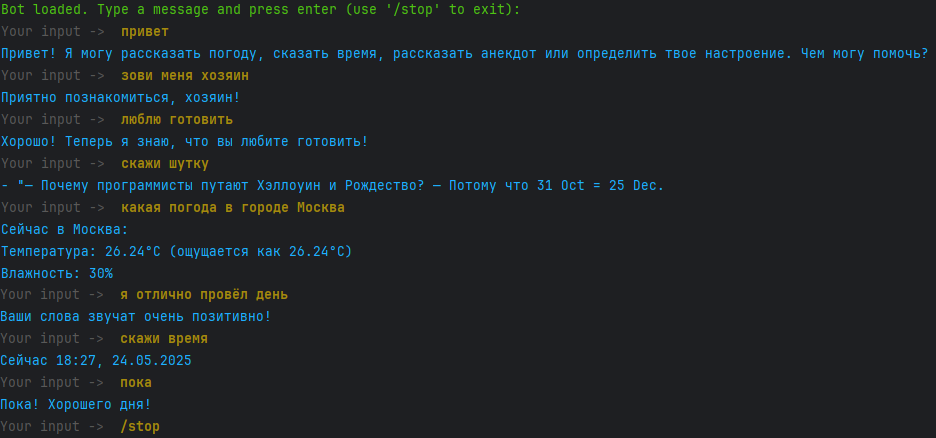 Bot loaded. Type a message and press enter (use '/stop' to exit):
Your input -> привет
Привет! Я могу рассказать погоду, сказать время, рассказать анекдот или определить твое настроение. Чем могу помочь?
Your input -> зови меня хозяин
Приятно познакомиться, хозяин!
Your input -> люблю готовить
Хорошо! Теперь я знаю, что вы любите готовить!
Your input -> скажи шутку
- "— Почему программисты путают Хэллоуин и Рождество? — Потому что 31 Oct = 25 Dec.
Your input -> какая погода в городе Москва
Сейчас в Москва:
Температура: 26.24°C (ощущается как 26.24°C)
Влажность: 30%
Your input -> я отлично провёл день
Ваши слова звучат очень позитивно!
Your input -> скажи время
Сейчас 18:27, 24.05.2025
Your input -> пока
Пока! Хорошего дня!
Your input -> /stop